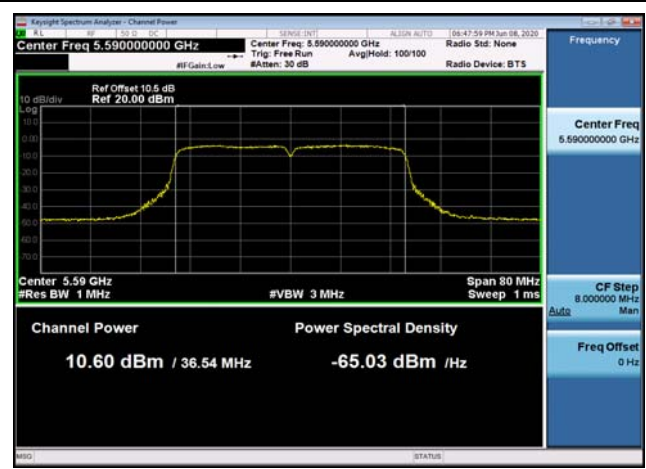 Keysight Spectrum Analyzer - Channel Power
RL RF 50 Ω DC SENSE:INT ALIGN AUTO 06:47:59 PM Jun 08, 2020
Center Freq 5.590000000 GHz
Center Freq: 5.590000000 GHz
Radio Std: None
Trig: Free Run Avg|Hold: 100/100
#IFGain:Low #Atten: 30 dB Radio Device: BTS
Ref Offset 10.5 dB
10 dB/div Ref 20.00 dBm
Log
10.0
0.00
-10.0
-20.0
-30.0
-40.0
-50.0
-60.0
-70.0
Center 5.59 GHz Span 80 MHz
#Res BW 1 MHz #VBW 3 MHz Sweep 1 ms
Channel Power Power Spectral Density
10.60 dBm / 36.54 MHz -65.03 dBm /Hz
Frequency
Center Freq
5.590000000 GHz
CF Step
8.000000 MHz
Auto Man
Freq Offset
0 Hz
MSG STATUS